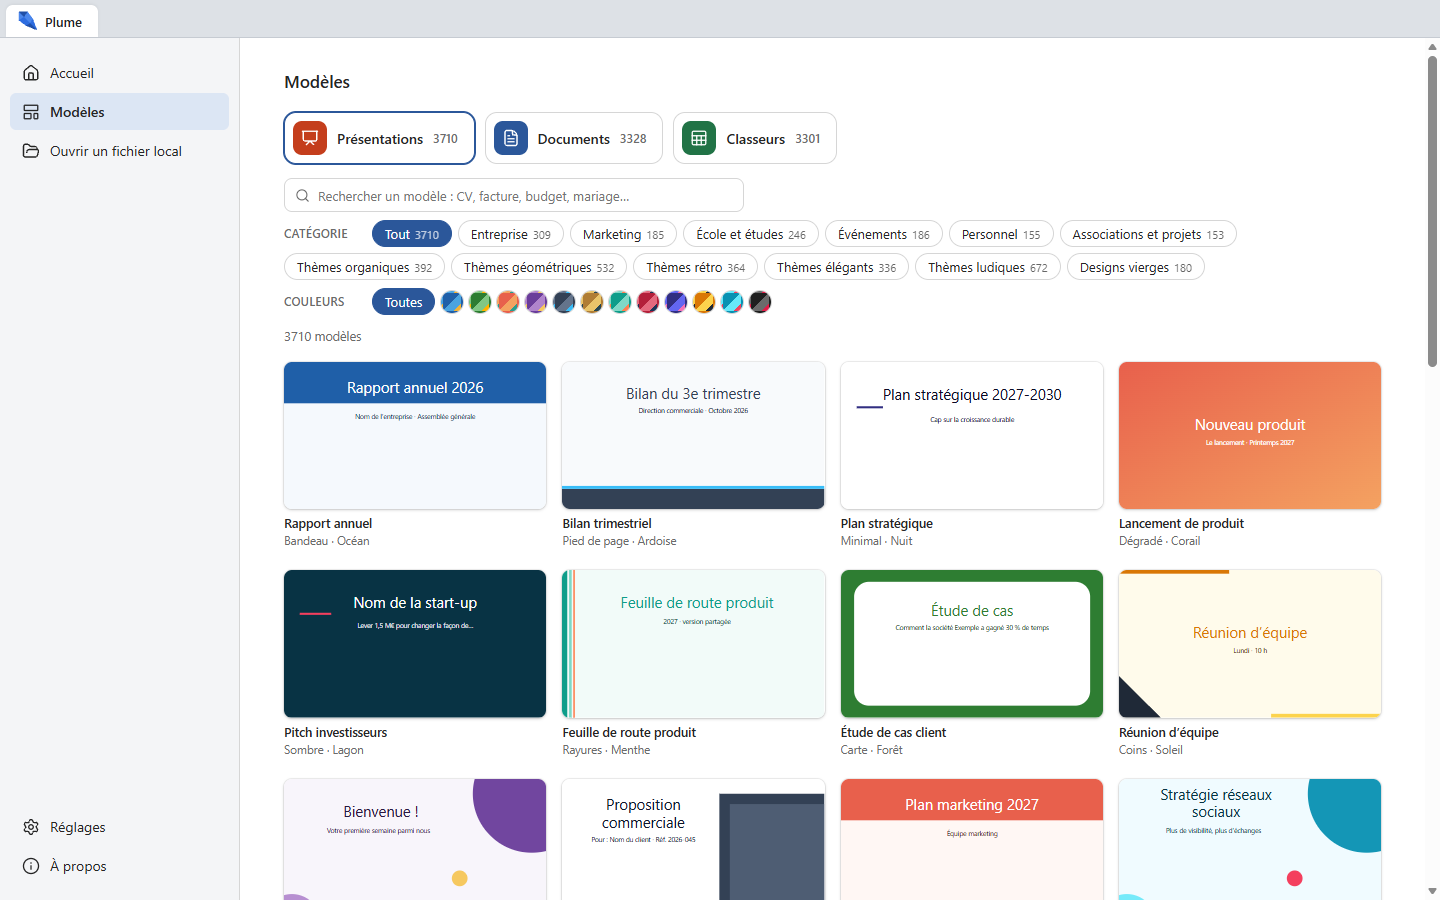 Plume
Accueil
Modèles
Ouvrir un fichier local
Réglages
À propos
Modèles
Présentations 3710
Documents 3328
Classeurs 3301
Rechercher un modèle : CV, facture, budget, mariage...
CATÉGORIE
Tout 3710
Entreprise 309
Marketing 185
École et études 246
Événements 186
Personnel 155
Associations et projets 153
Thèmes organiques 392
Thèmes géométriques 532
Thèmes rétro 364
Thèmes élégants 336
Thèmes ludiques 672
Designs vierges 180
COULEURS
Toutes
3710 modèles
Rapport annuel 2026
Nom de l'entreprise · Assemblée générale
Rapport annuel
Bandeau · Océan
Bilan du 3e trimestre
Direction commerciale · Octobre 2026
Bilan trimestriel
Pied de page · Ardoise
Plan stratégique 2027-2030
Cap sur la croissance durable
Plan stratégique
Minimal · Nuit
Nouveau produit
Le lancement · Printemps 2027
Lancement de produit
Dégradé · Corail
Nom de la start-up
Lever 1,5 M€ pour changer la façon de...
Pitch investisseurs
Sombre · Lagon
Feuille de route produit
2027 · version partagée
Feuille de route produit
Rayures · Menthe
Étude de cas
Comment la société Exemple a gagné 30 % de temps
Étude de cas client
Carte · Forêt
Réunion d'équipe
Lundi · 10 h
Réunion d'équipe
Coins · Soleil
Bienvenue !
Votre première semaine parmi nous
Proposition
commerciale
Pour : Nom du client · Réf. 2026-045
Plan marketing 2027
Équipe marketing
Stratégie réseaux
sociaux
Plus de visibilité, plus d'échanges